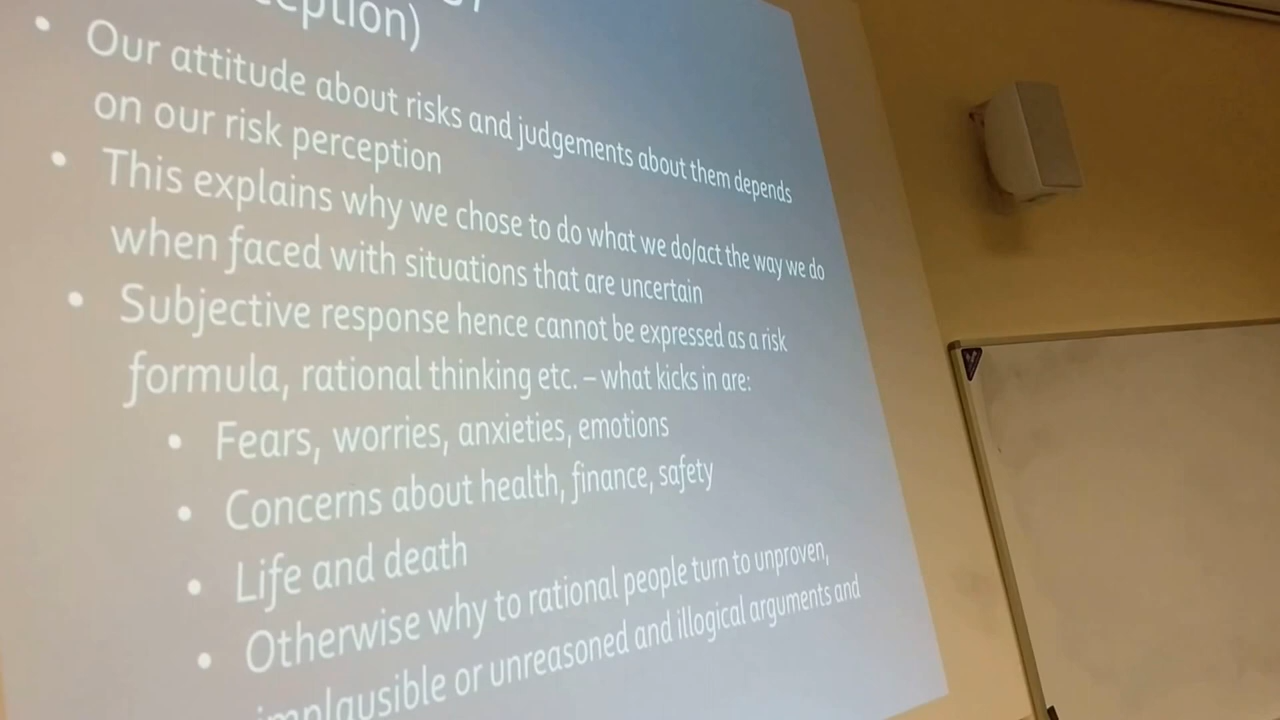 • Our attitude about risks and judgements about them depends
on our risk perception
• This explains why we chose to do what we do/act the way we do
when faced with situations that are uncertain
• Subjective response hence cannot be expressed as a risk
formula, rational thinking etc. – what kicks in are:
• Fears, worries, anxieties, emotions
• Concerns about health, finance, safety
• Life and death
• Otherwise why to rational people turn to unproven,
implausible or unreasoned and illogical arguments and